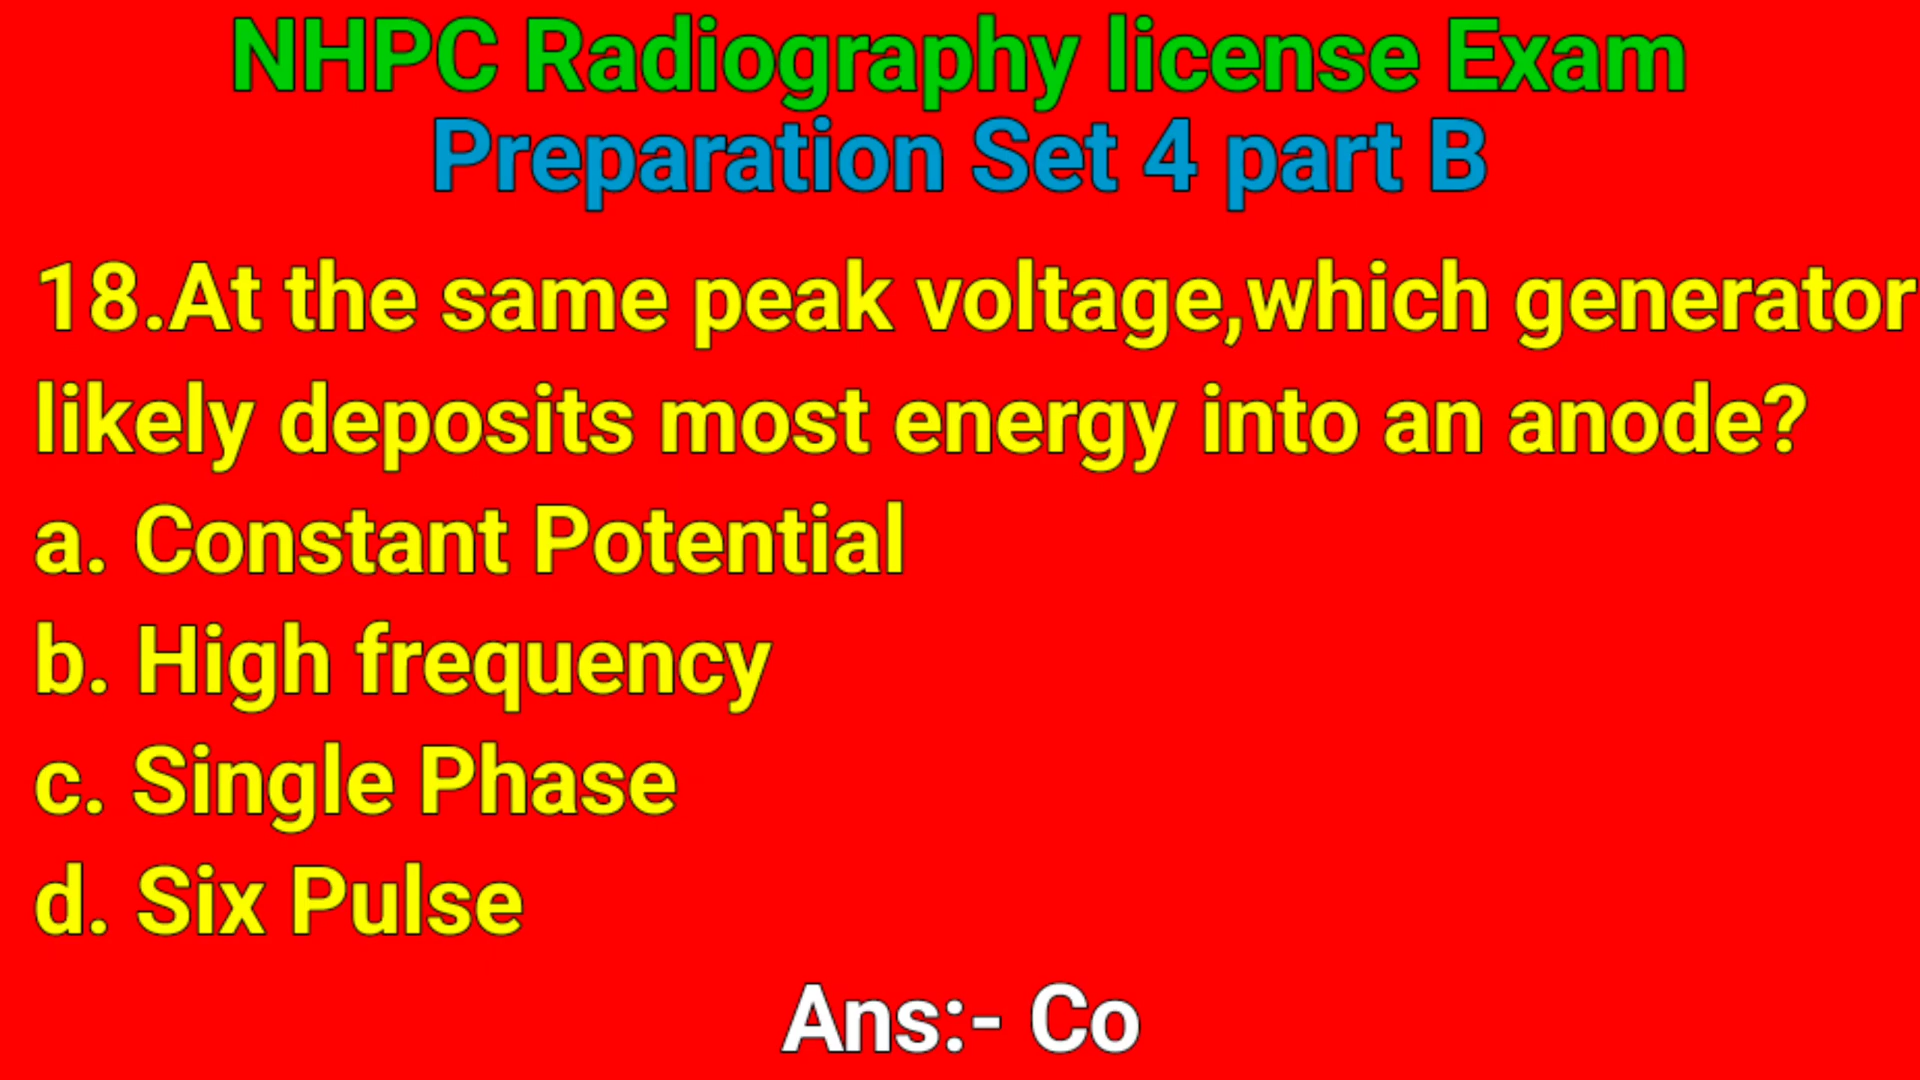 NHPC Radiography license Exam
Preparation Set 4 part B
18.At the same peak voltage,which generator
likely deposits most energy into an anode?
a. Constant Potential
b. High frequency
c. Single Phase
d. Six Pulse
Ans:- Co